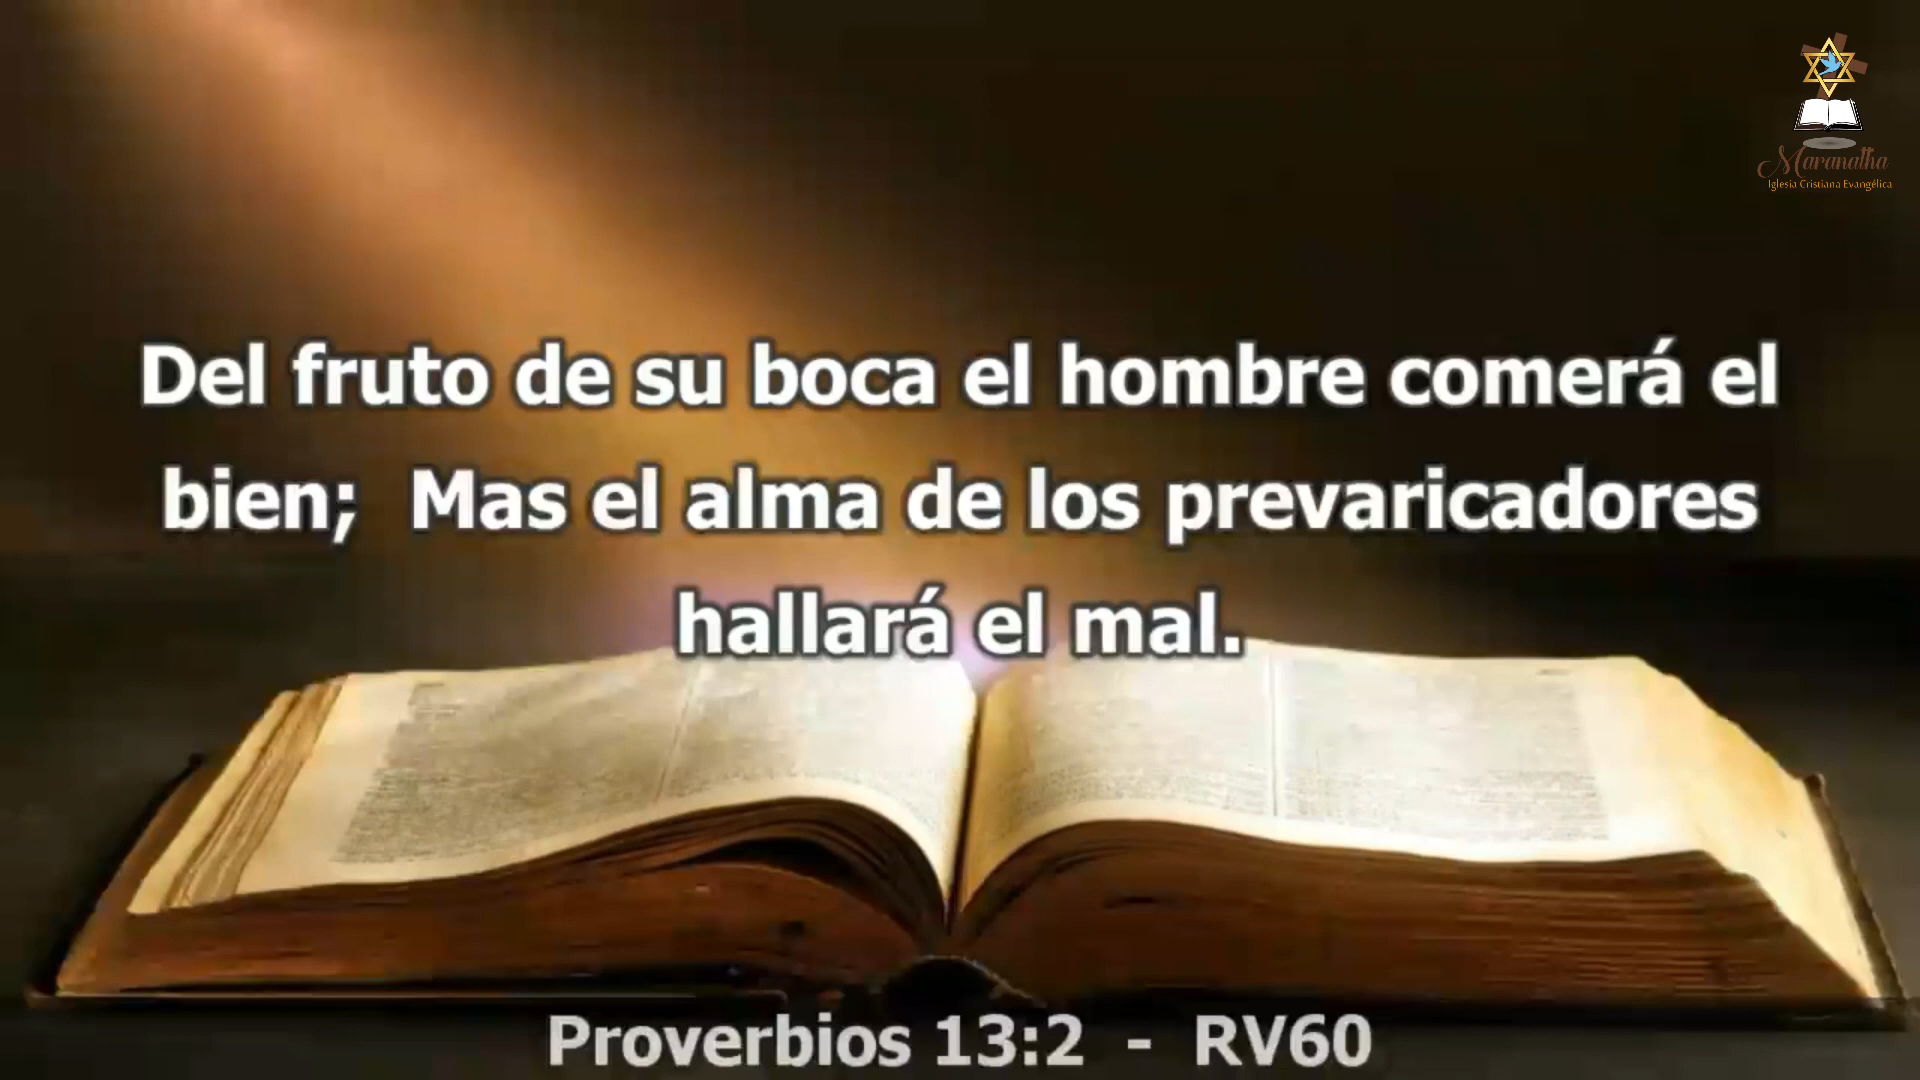 Maranatha
Iglesia Cristiana Evangélica
Del fruto de su boca el hombre comerá el
bien;  Mas el alma de los prevaricadores
hallará el mal.
Proverbios 13:2  -  RV60